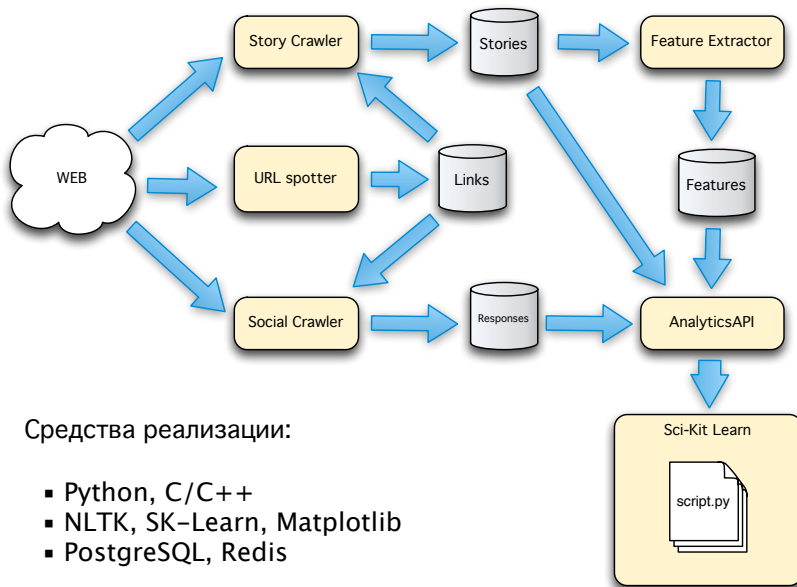 Story Crawler
Stories
Feature Extractor
WEB
URL spotter
Links
Features
Social Crawler
Responses
AnalyticsAPI
Sci-Kit Learn
script.py
Средства реализации:
▪ Python, C/C++
▪ NLTK, SK-Learn, Matplotlib
▪ PostgreSQL, Redis